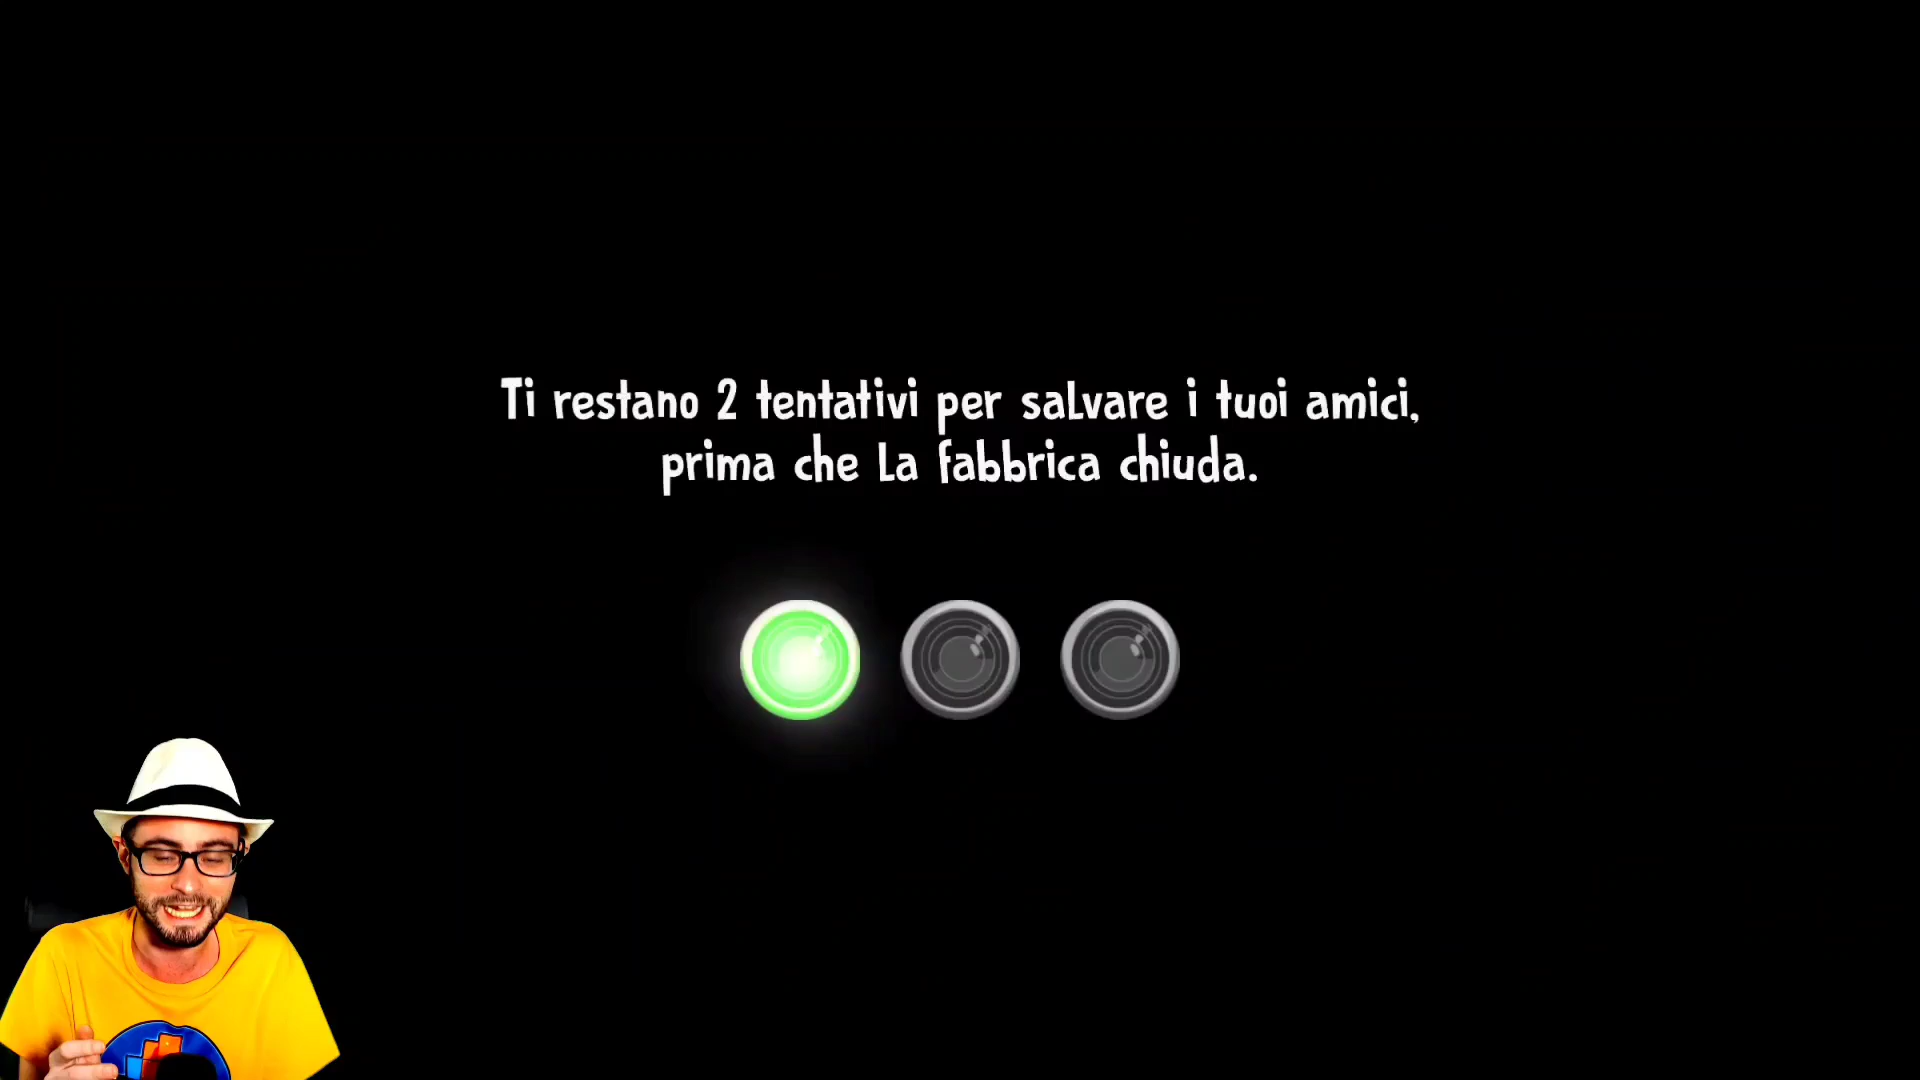 Ti restano 2 tentativi per salvare i tuoi amici,
prima che la fabbrica chiuda.